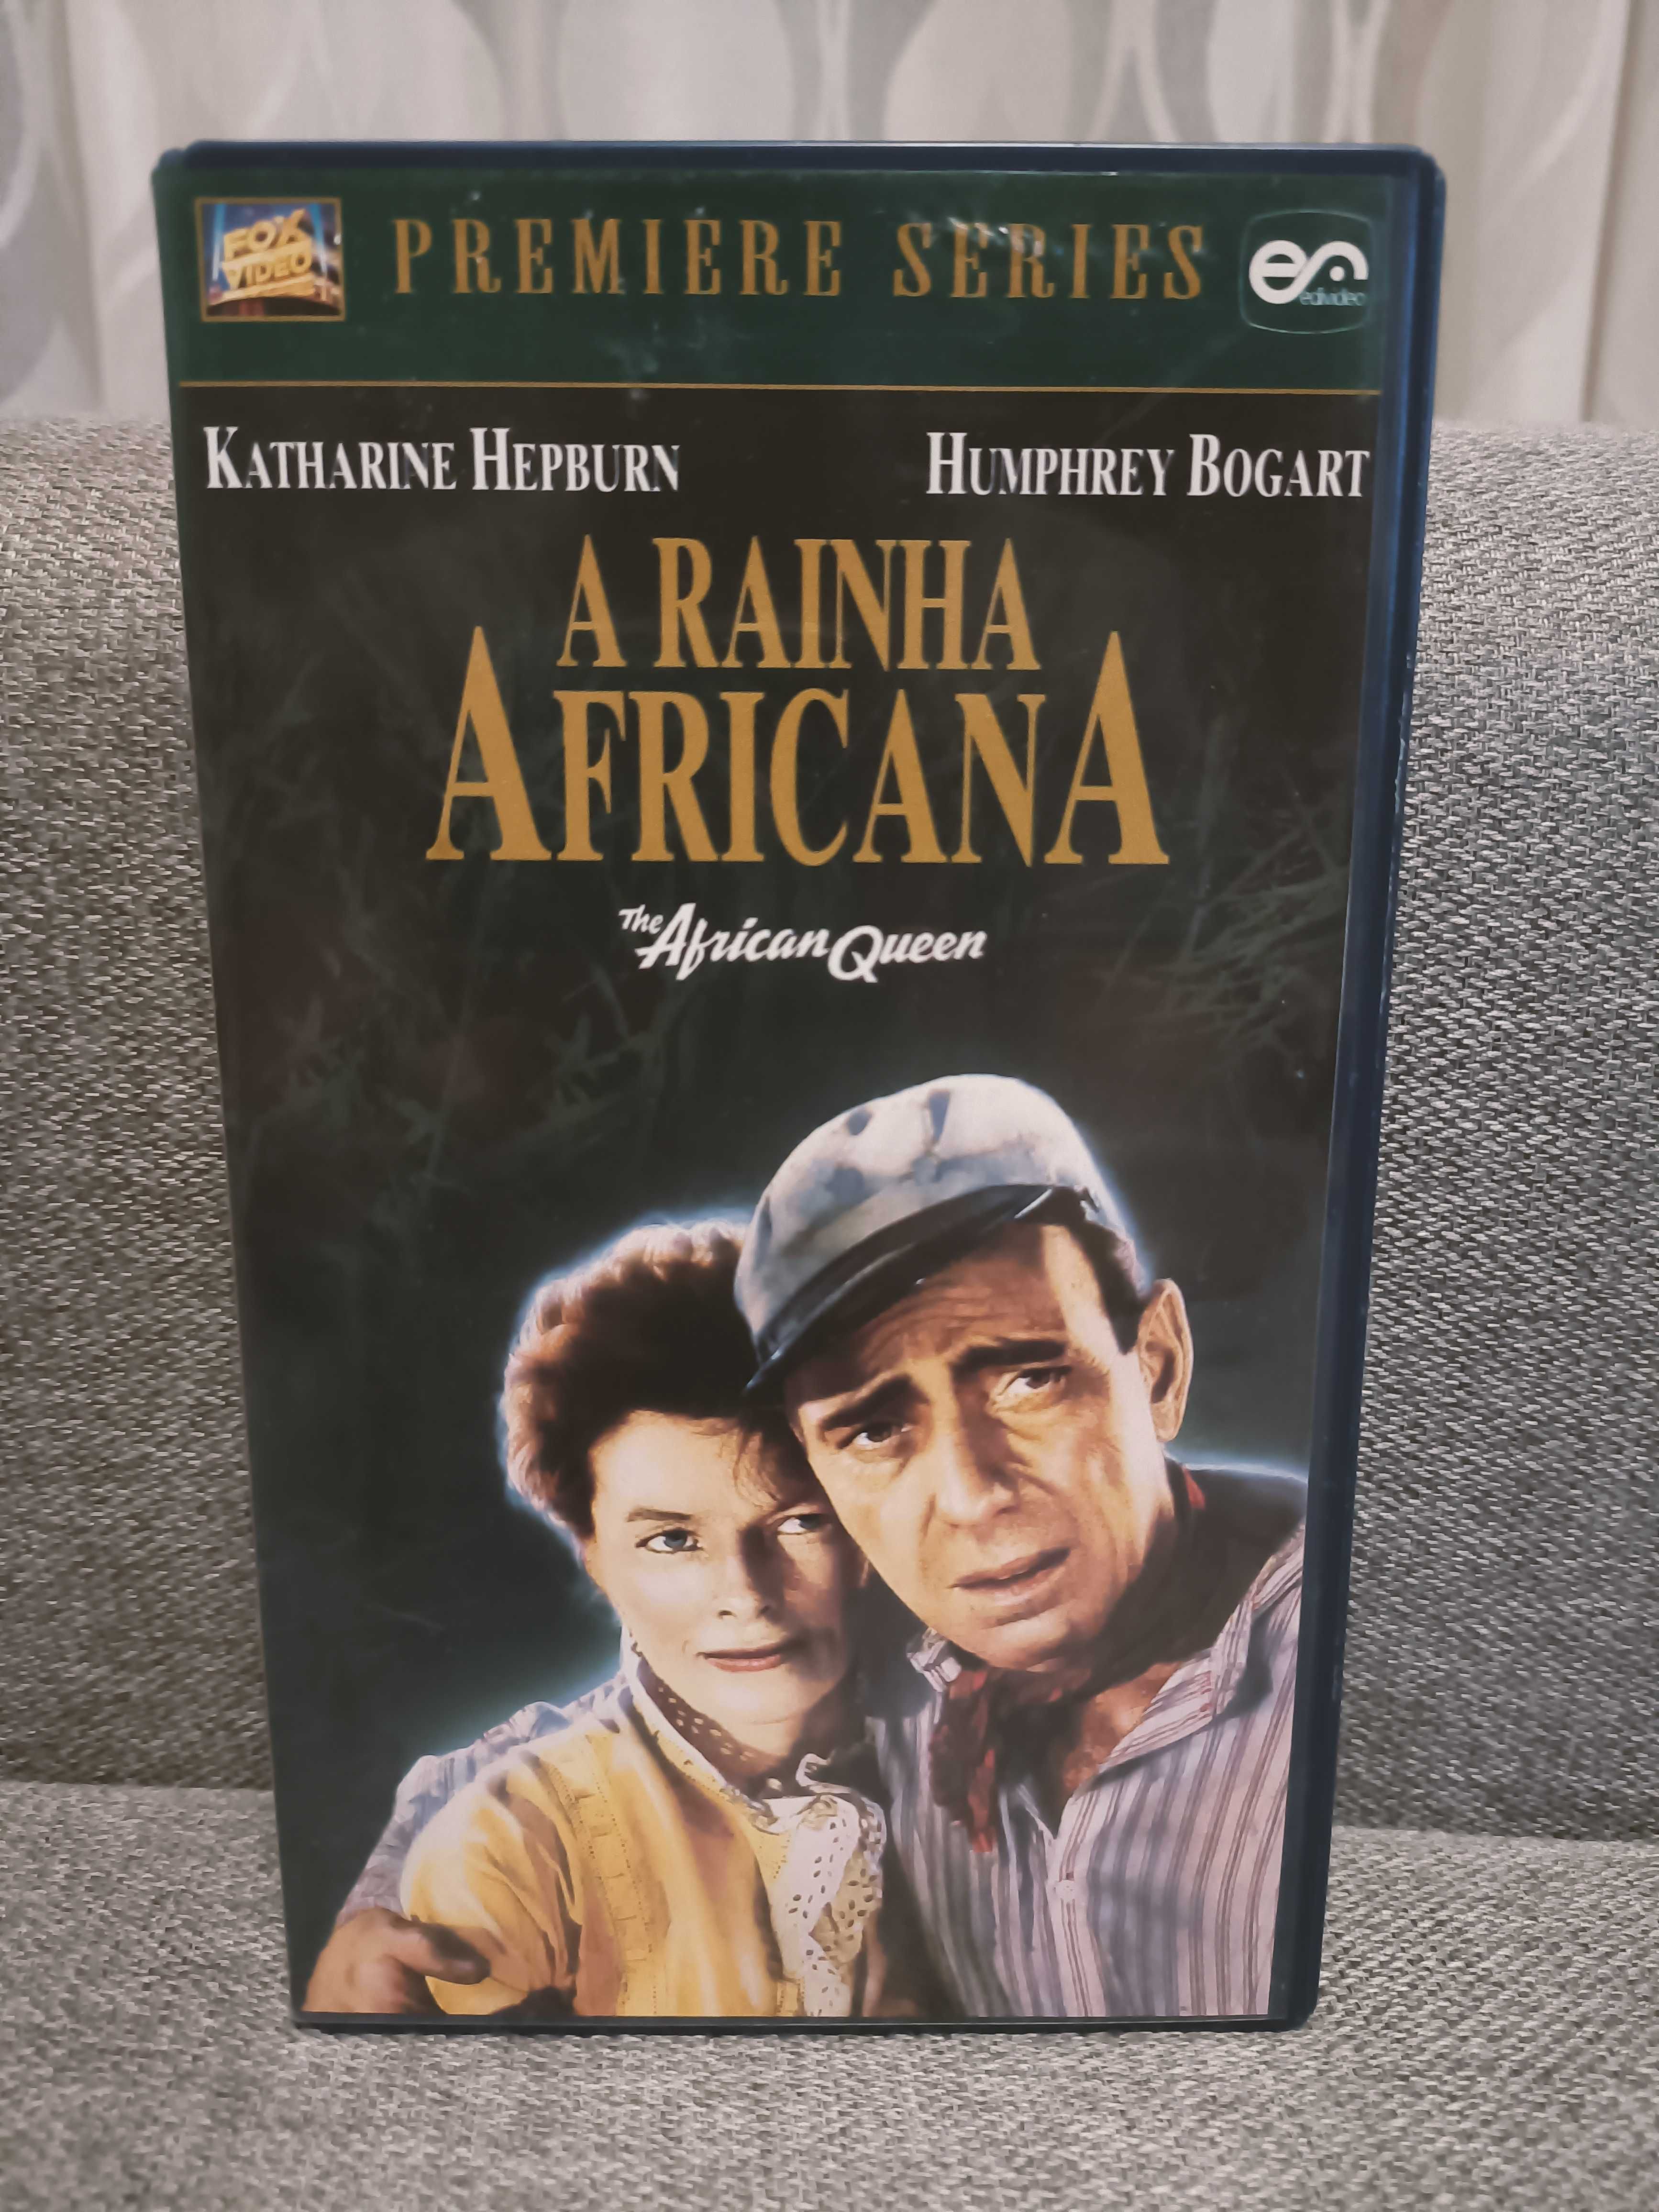 FOX
VIDEO
PREMIERE SERIES
edivideo
KATHARINE HEPBURN
HUMPHREY BOGART
A RAINHA
AFRICANA
The African Queen